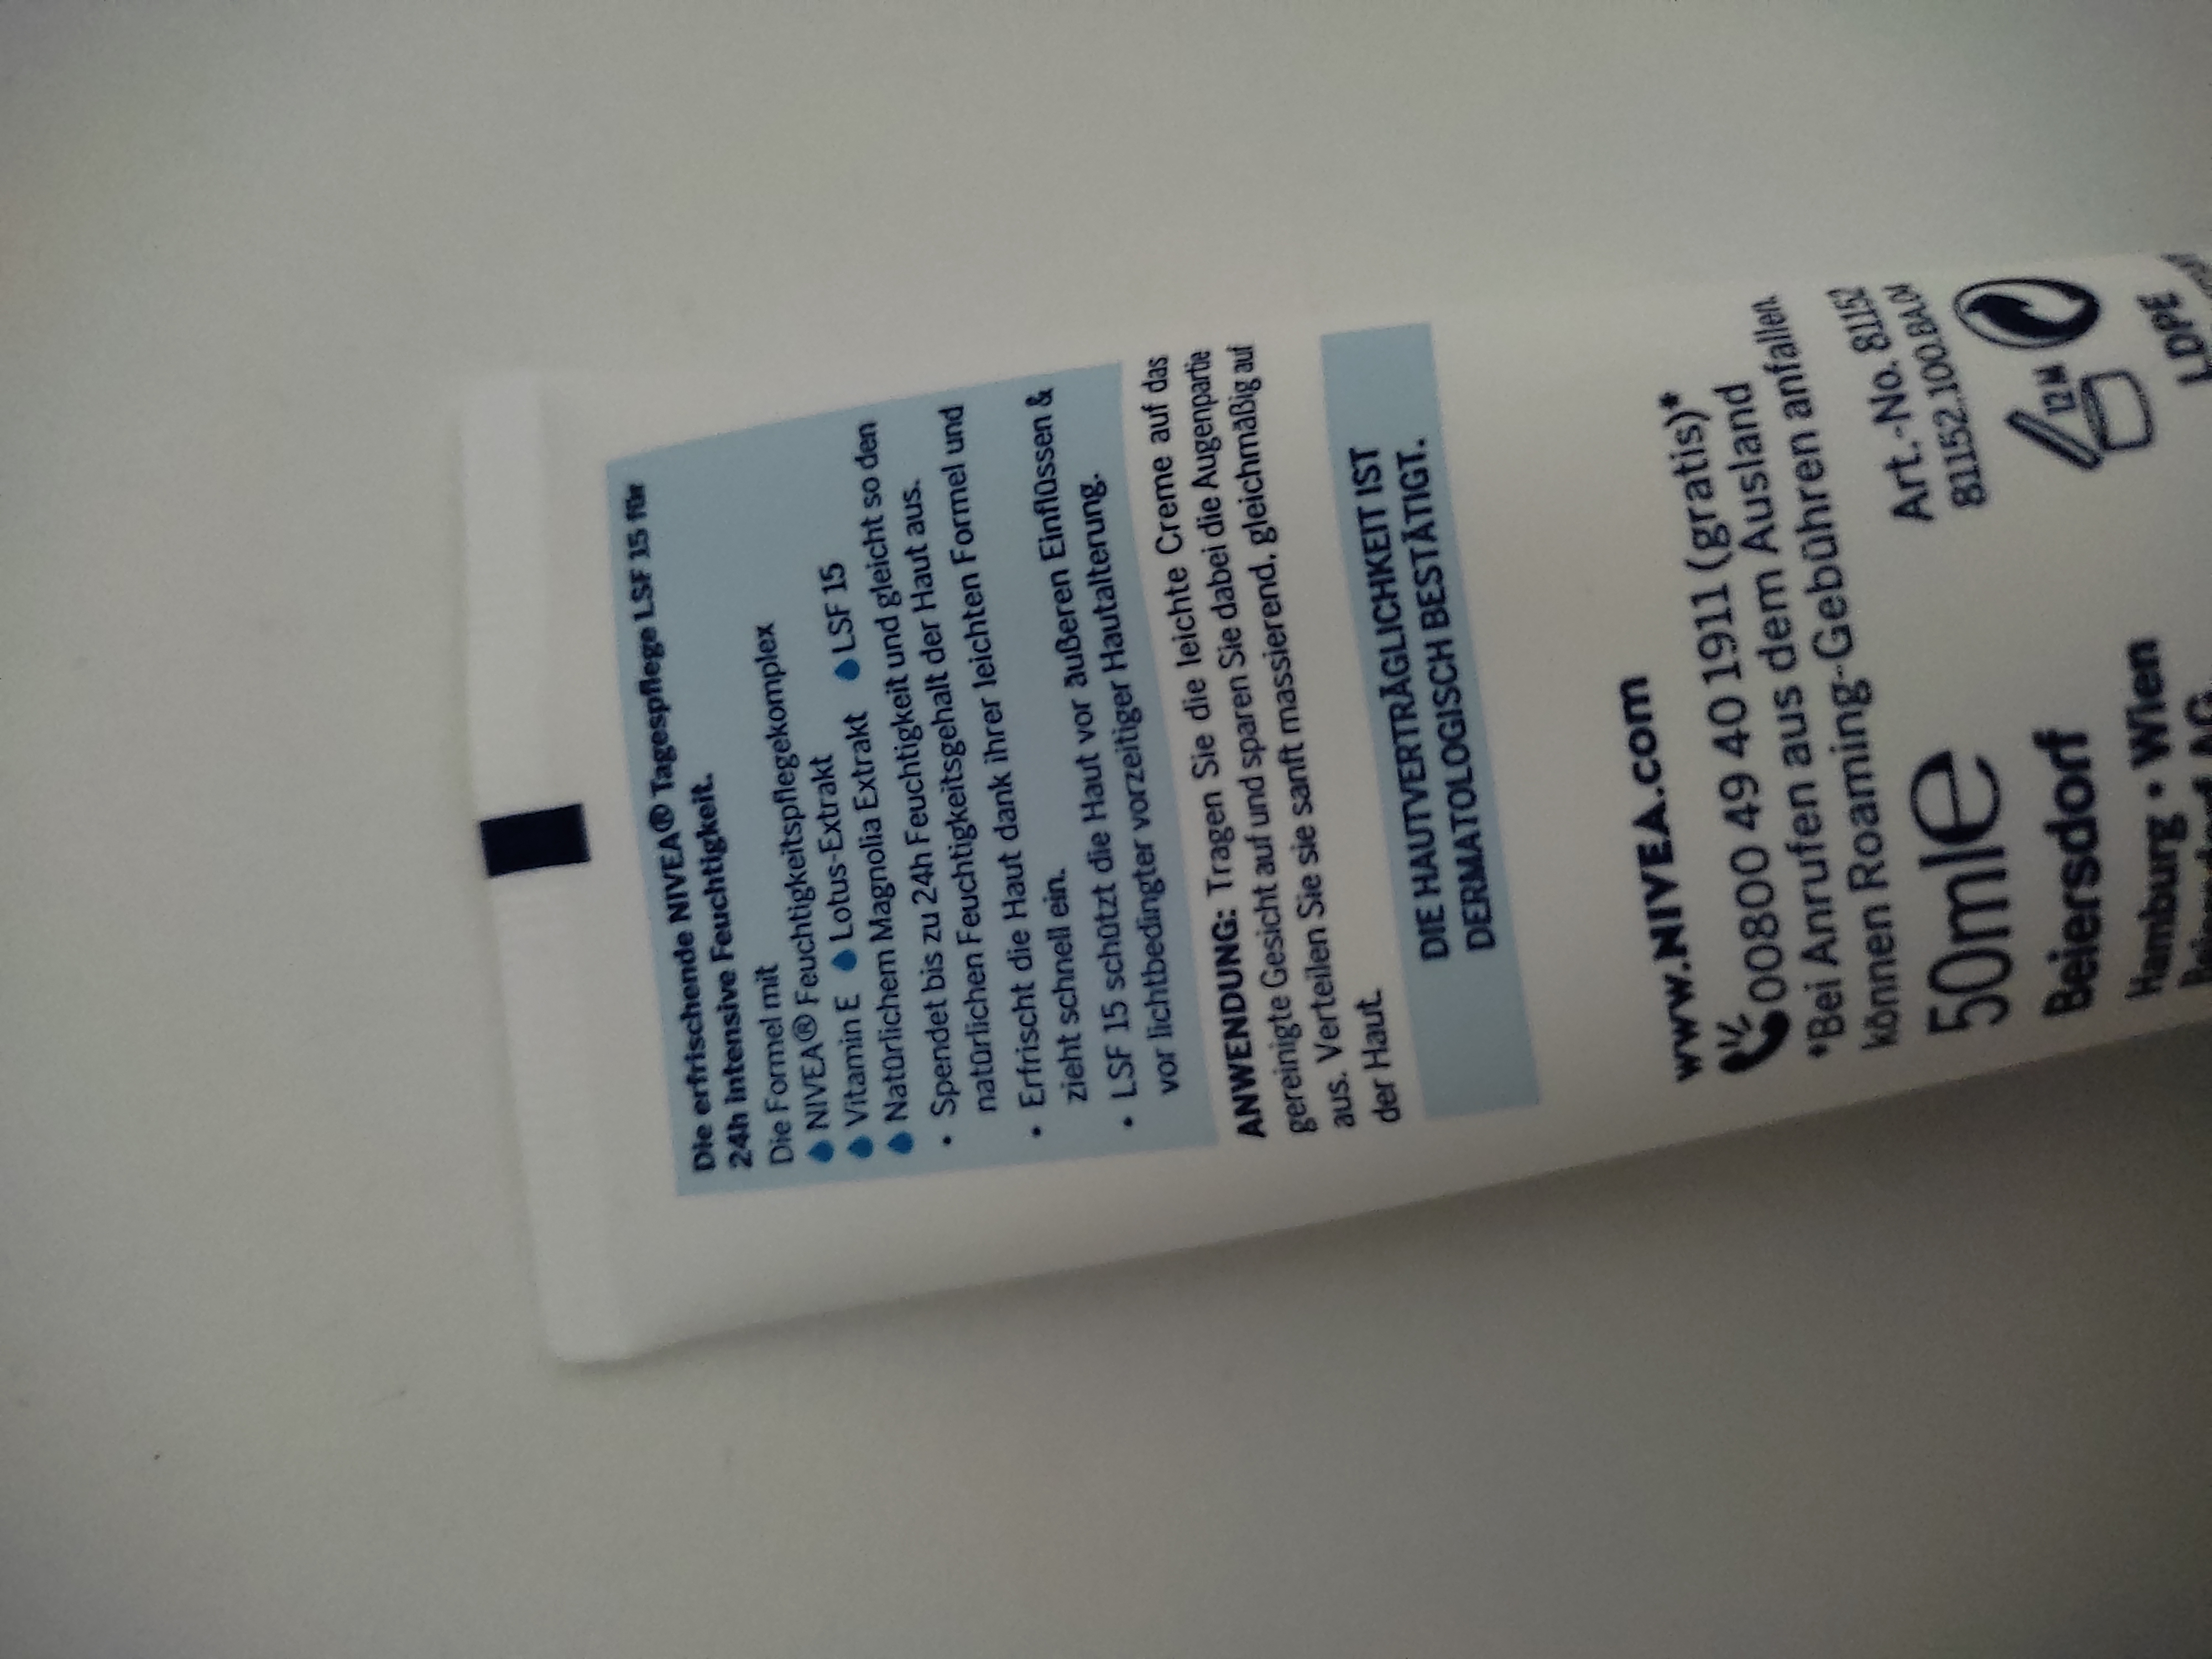 Die erfrischende NIVEA® Tagespflege LSF 15 für
24h intensive Feuchtigkeit.
Die Formel mit
NIVEA® Feuchtigkeitspflegekomplex
Vitamin E Lotus-Extrakt
Natürlichem Magnolia Extrakt LSF 15
• Spendet bis zu 24h Feuchtigkeit und gleicht so den
natürlichen Feuchtigkeitsgehalt der Haut aus.
• Erfrischt die Haut dank ihrer leichten Formel und
zieht schnell ein.
• LSF 15 schützt die Haut vor äußeren Einflüssen &
vor lichtbedingter vorzeitiger Hautalterung.
ANWENDUNG: Tragen Sie die leichte Creme auf das
gereinigte Gesicht auf und sparen Sie dabei die Augenpartie
aus. Verteilen Sie sie sanft massierend, gleichmäßig auf
der Haut.
DIE HAUTVERTRÄGLICHKEIT IST
DERMATOLOGISCH BESTÄTIGT.
www.NIVEA.com
00800 49 40 1911 (gratis)*
*Bei Anrufen aus dem Ausland
können Roaming-Gebühren anfallen
Art.-No. 81152
81152.100.BA.01
50ml e
12M
Beiersdorf
LDPE
Hamburg • Wien